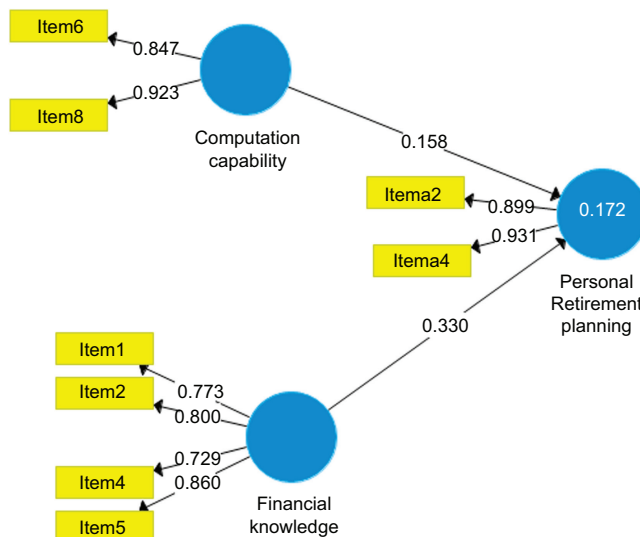 Item6
0.847
0.923
Item8
Computation
capability
0.158
Itema2
0.899
0.172
0.931
Itema4
Personal
Retirement
planning
0.330
Item1
0.773
Item2
0.800
0.729
Item4
0.860
Item5
Financial
knowledge